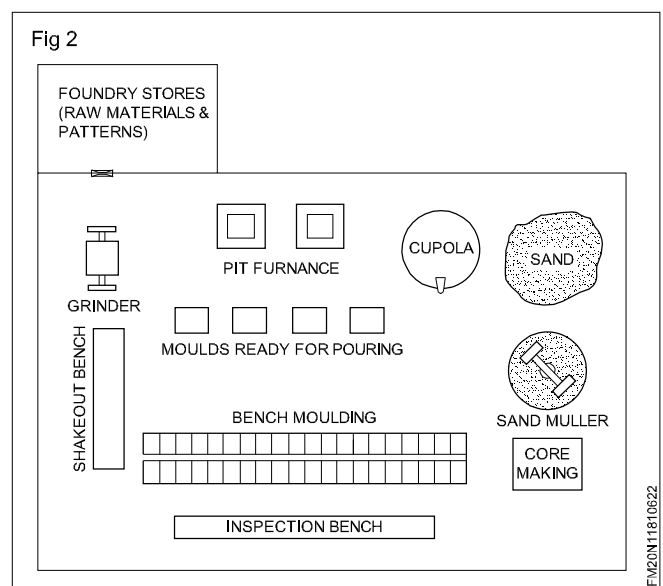 Fig 2
FOUNDRY STORES
(RAW MATERIALS &
PATTERNS)
PIT FURNANCE
CUPOLA
SAND
GRINDER
MOULDS READY FOR POURING
SHAKEOUT BENCH
BENCH MOULDING
SAND MULLER
CORE
MAKING
INSPECTION BENCH
FM20N11810622